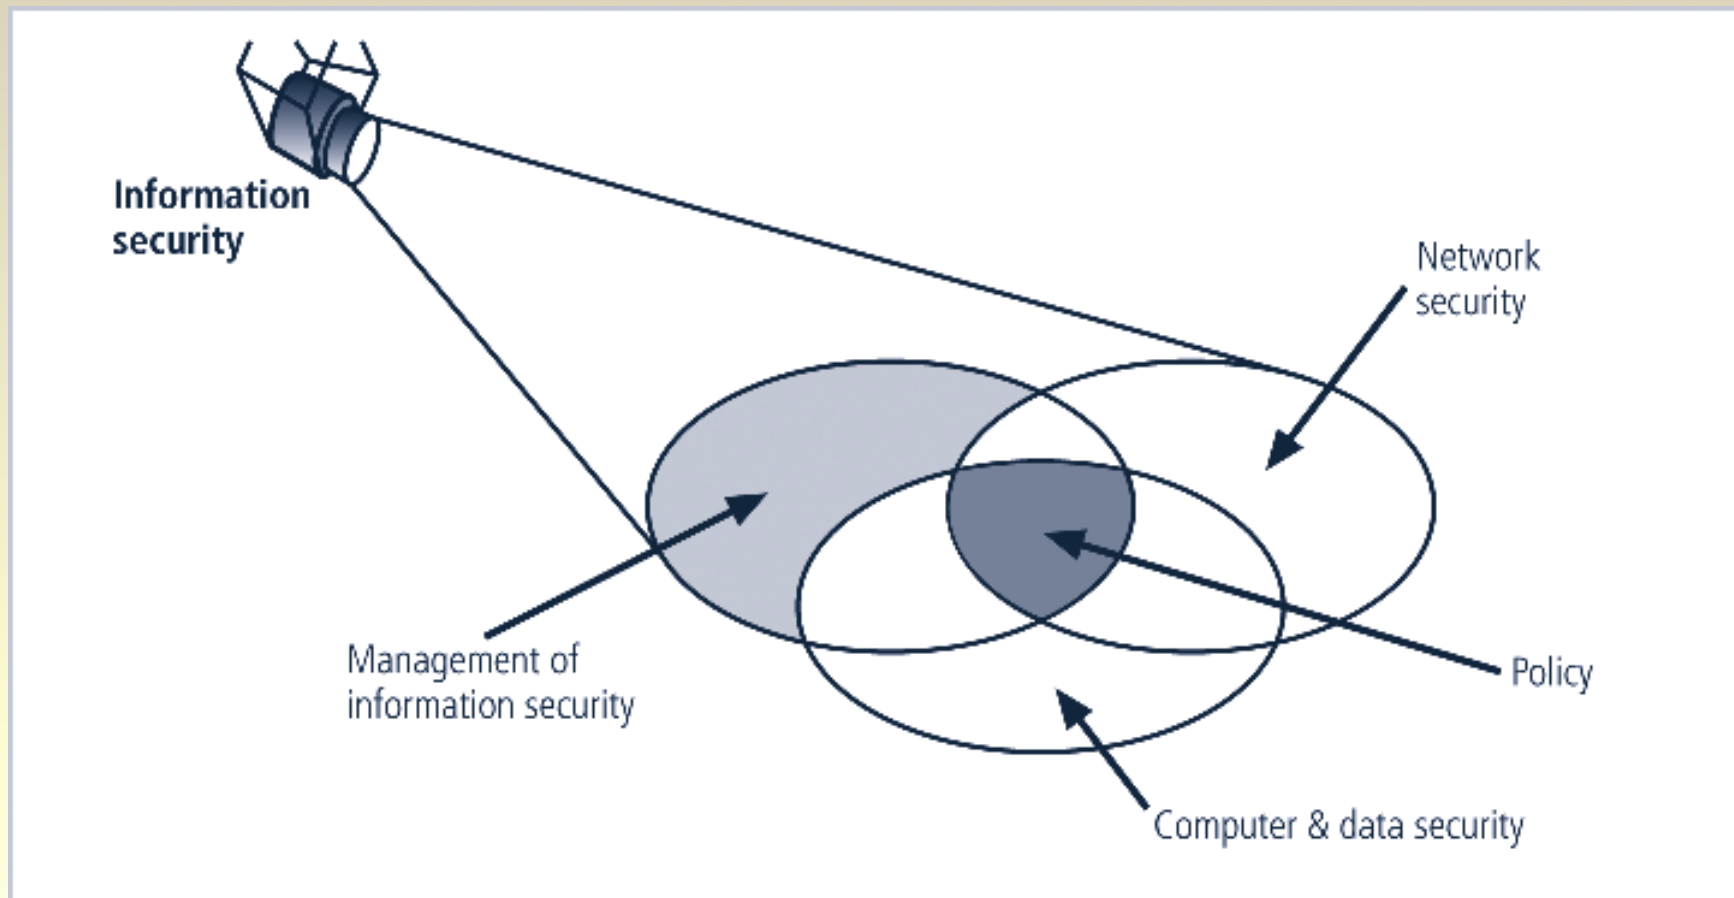 Information
security
Network
security
Management of
information security
Policy
Computer & data security